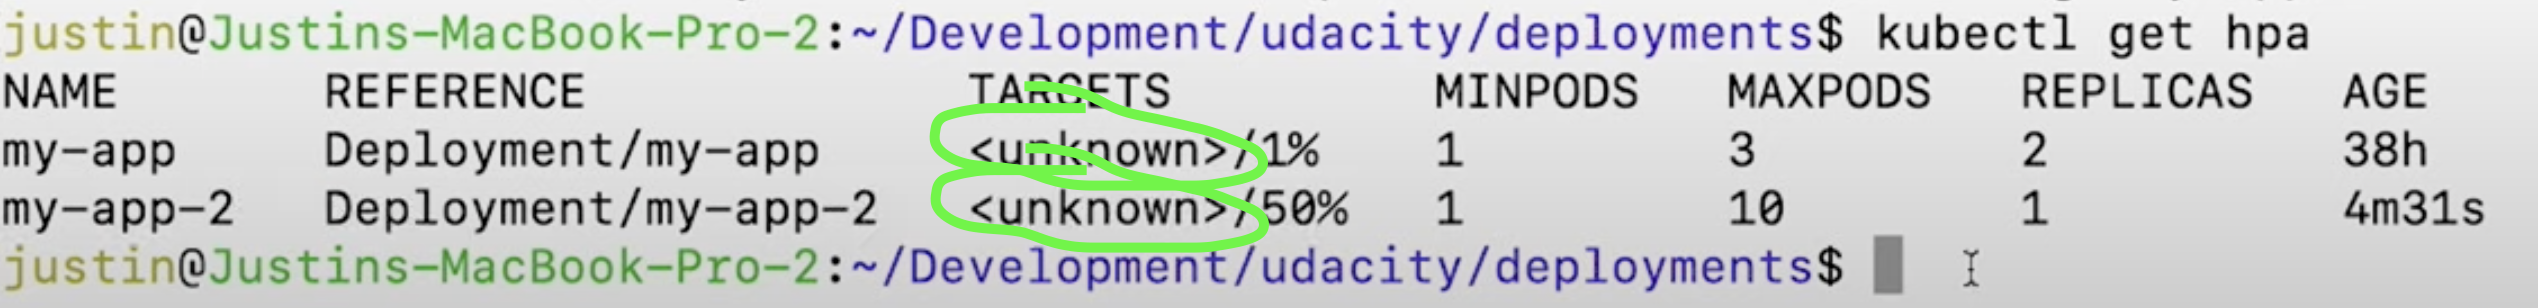 justin@Justins-MacBook-Pro-2:~/Development/udacity/deployments$ kubectl get hpa
NAME REFERENCE TARGETS MINPODS MAXPODS REPLICAS AGE
my-app Deployment/my-app <unknown>/1% 1 3 2 38h
my-app-2 Deployment/my-app-2 <unknown>/50% 1 10 1 4m31s
justin@Justins-MacBook-Pro-2:~/Development/udacity/deployments$